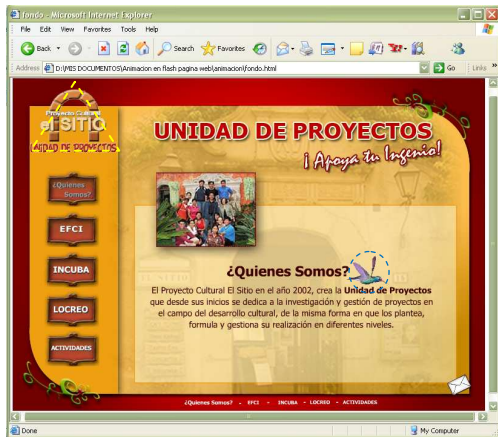 fondo - Microsoft Internet Explorer
File Edit View Favorites Tools Help
Back Search Favorites
Address D:\MIS DOCUMENTOS\Animacion en flash pagina web\animacion\fondo.html Go Links »
Proyecto Cultural
el SITIO
UNIDAD DE PROYECTOS
UNIDAD DE PROYECTOS
¡ Apoya tu Ingenio!
¿Quienes
Somos?
EFCI
INCUBA
LOCREO
ACTIVIDADES
¿Quienes Somos?
El Proyecto Cultural El Sitio en el año 2002, crea la Unidad de Proyectos
que desde sus inicios se dedica a la investigación y gestión de proyectos en
el campo del desarrollo cultural, de la misma forma en que los plantea,
formula y gestiona su realización en diferentes niveles.
¿Quienes Somos? - EFCI - INCUBA - LOCREO - ACTIVIDADES
Done My Computer